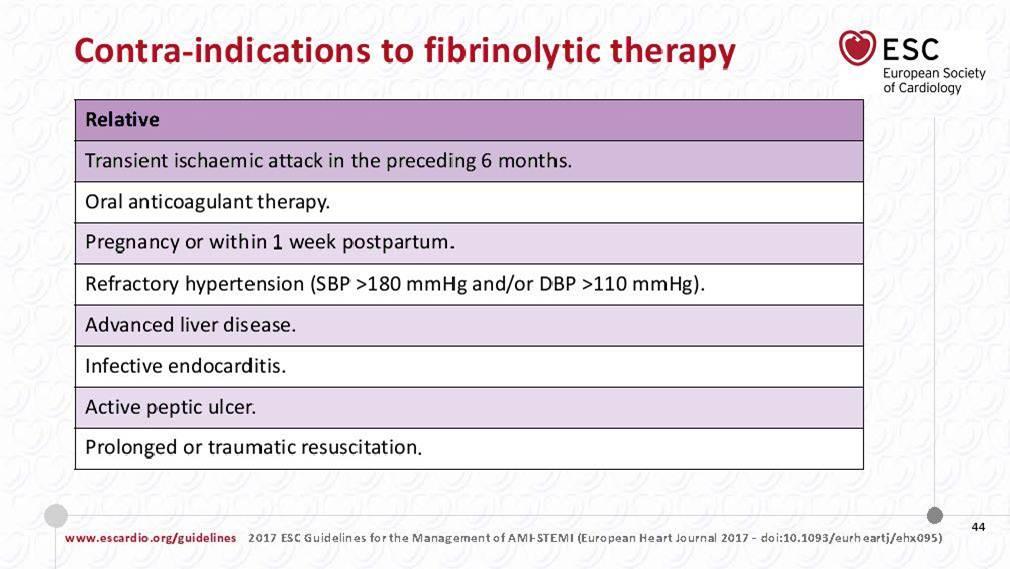 Contra-indications to fibrinolytic therapy
ESC
European Society
of Cardiology
Relative
Transient ischaemic attack in the preceding 6 months.
Oral anticoagulant therapy.
Pregnancy or within 1 week postpartum.
Refractory hypertension (SBP >180 mmHg and/or DBP >110 mmHg).
Advanced liver disease.
Infective endocarditis.
Active peptic ulcer.
Prolonged or traumatic resuscitation.
44
www.escardio.org/guidelines 2017 ESC Guidelines for the Management of AMI-STEMI (European Heart Journal 2017 - doi:10.1093/eurheartj/ehx095)